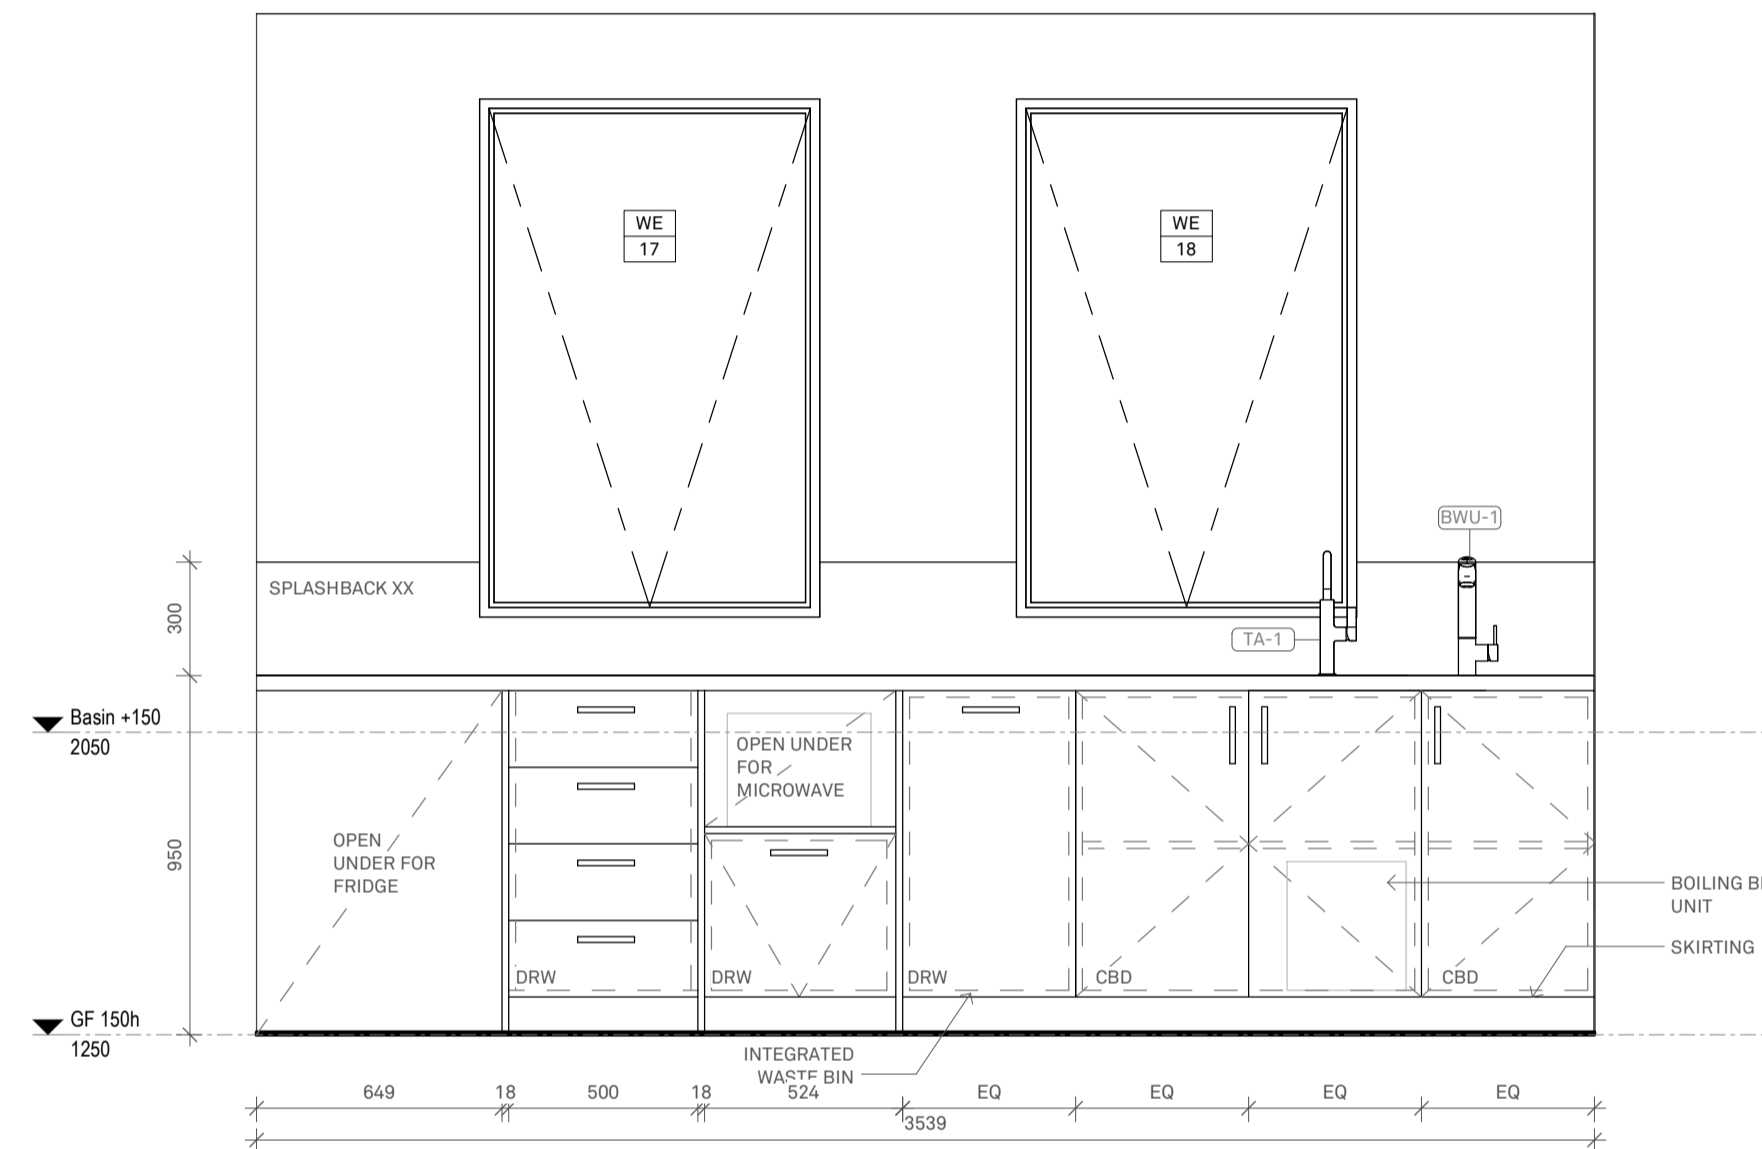 WE
17
WE
18
BWU-1
SPLASHBACK XX
300
TA-1
Basin +150
2050
OPEN UNDER
FOR
MICROWAVE
950
OPEN
UNDER FOR
FRIDGE
BOILING
UNIT
SKIRTING
DRW
DRW
DRW
CBD
CBD
GF 150h
1250
INTEGRATED
WASTE BIN
649
18
500
18
524
EQ
EQ
EQ
EQ
3539